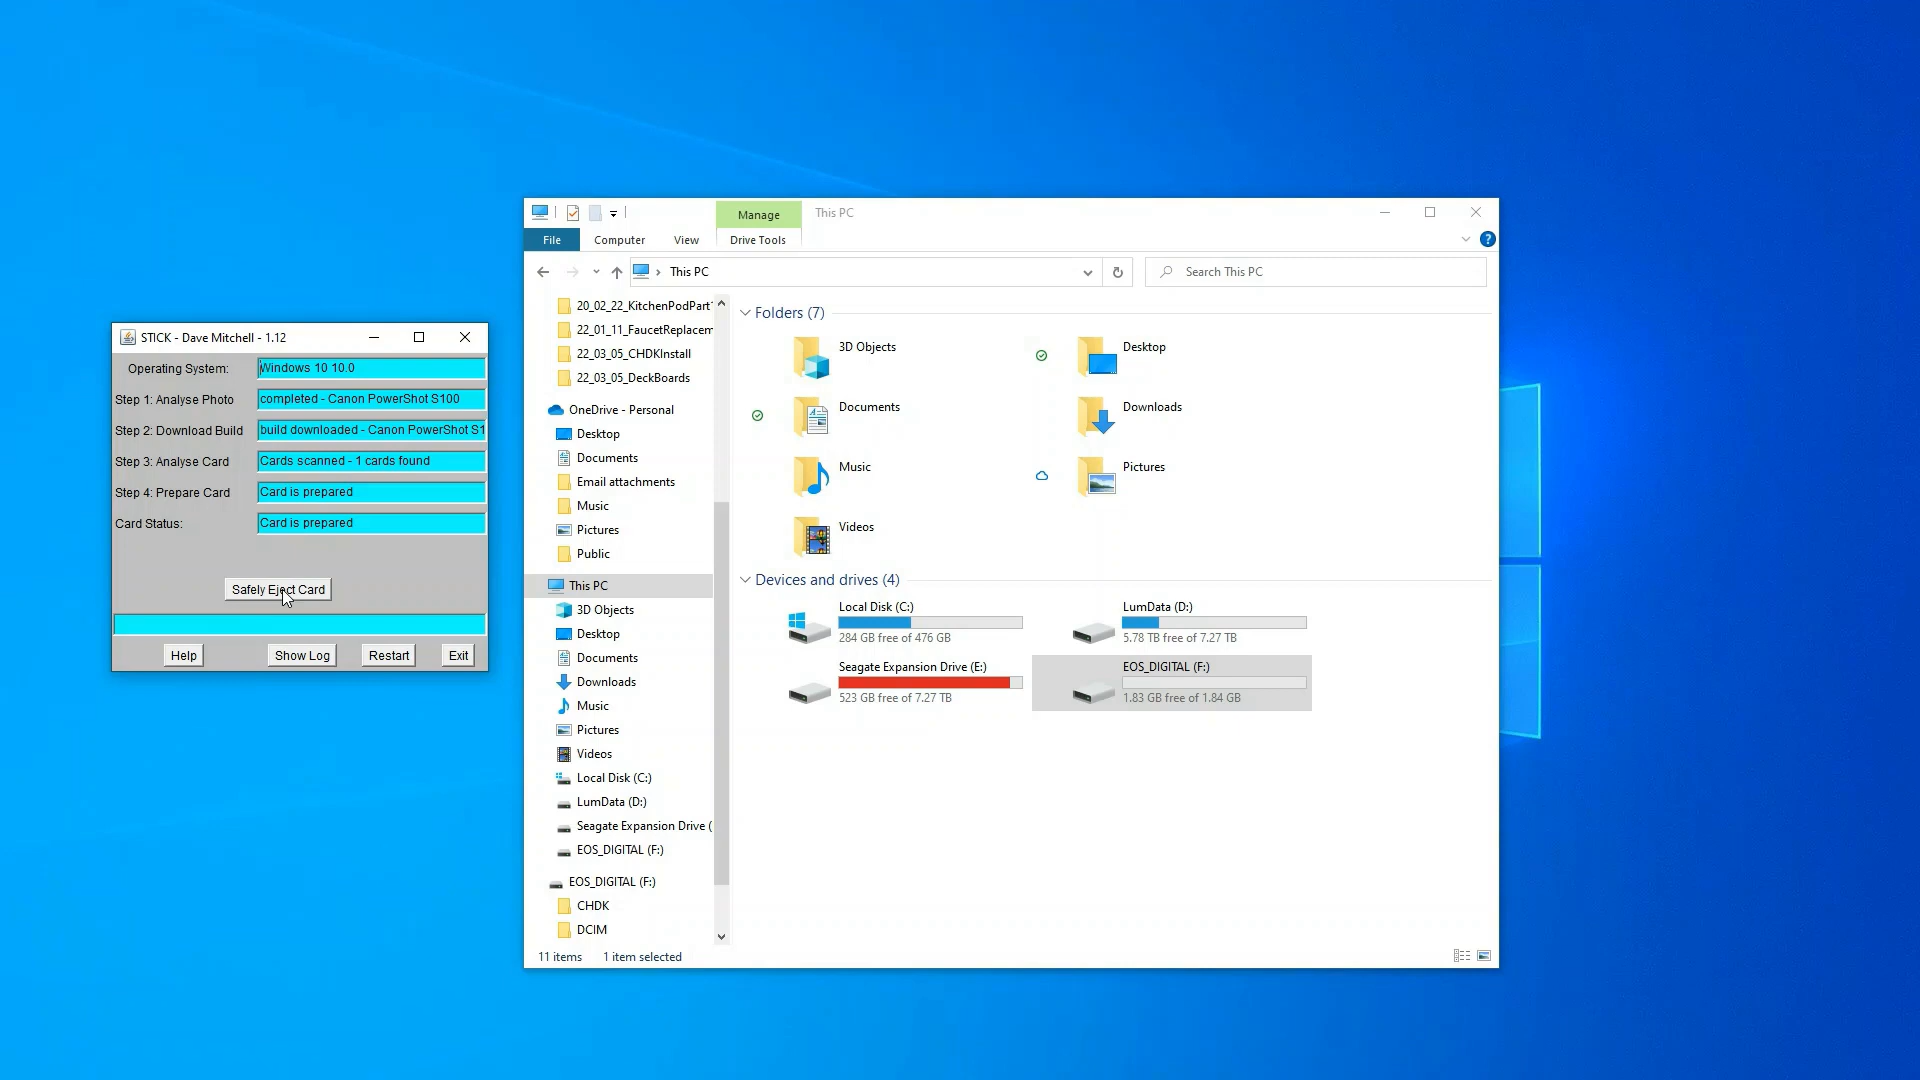 STICK - Dave Mitchell - 1.12
Operating System: Windows 10 10.0
Step 1: Analyse Photo completed - Canon PowerShot S100
Step 2: Download Build build downloaded - Canon PowerShot S1
Step 3: Analyse Card Cards scanned - 1 cards found
Step 4: Prepare Card Card is prepared
Card Status: Card is prepared
Safely Eject Card
Help Show Log Restart Exit
Manage This PC
File Computer View Drive Tools
This PC Search This PC
20_02_22_KitchenPodPart
22_01_11_FaucetReplacem
22_03_05_CHDKInstall
22_03_05_DeckBoards
OneDrive - Personal
Desktop
Documents
Email attachments
Music
Pictures
Public
This PC
3D Objects
Desktop
Documents
Downloads
Music
Pictures
Videos
Local Disk (C:)
LumData (D:)
Seagate Expansion Drive (
EOS_DIGITAL (F:)
EOS_DIGITAL (F:)
CHDK
DCIM
Folders (7)
3D Objects Desktop
Documents Downloads
Music Pictures
Videos
Devices and drives (4)
Local Disk (C:)
284 GB free of 476 GB
LumData (D:)
5.78 TB free of 7.27 TB
Seagate Expansion Drive (E:)
523 GB free of 7.27 TB
EOS_DIGITAL (F:)
1.83 GB free of 1.84 GB
11 items 1 item selected